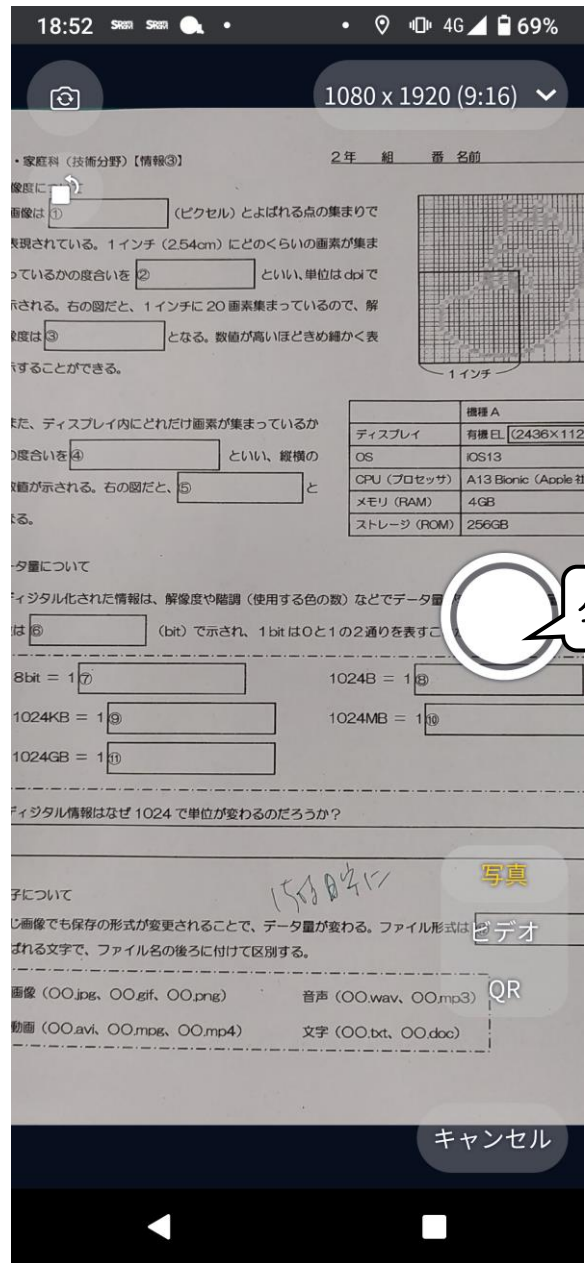 18:52 SRBB SRBB 4G 69%
1080 x 1920 (9:16)
・家庭科（技術分野）【情報③】 2年 組 番 名前
像度に
画像は ① （ピクセル）とよばれる点の集まりで
表現されている。1インチ（2.54cm）にどのくらいの画素が集ま
っているかの度合いを ② といい、単位は dpi で
示される。右の図だと、1インチに20画素集まっているので、解
像度は ③ となる。数値が高いほどきめ細かく表
示することができる。
1インチ
また、ディスプレイ内にどれだけ画素が集まっているか
の度合いを ④ といい、縦横の
数値が示される。右の図だと、⑤ と
なる。
機種A
ディスプレイ 有機EL（2436×112
OS iOS13
CPU（プロセッサ） A13 Bionic（Apple社
メモリ（RAM） 4GB
ストレージ（ROM） 256GB
ータ量について
ディジタル化された情報は、解像度や階調（使用する色の数）などでデータ量
は ⑥ （bit）で示され、1bitは0と1の2通りを表すこ
8bit = 1 ⑦ 1024B = 1 ⑧
1024KB = 1 ⑨ 1024MB = 1 ⑩
1024GB = 1 ⑪
ディジタル情報はなぜ1024で単位が変わるのだろうか？
写真
子について
じ画像でも保存の形式が変更されることで、データ量が変わる。ファイル形式は
ビデオ
ばれる文字で、ファイル名の後ろに付けて区別する。
画像（〇〇.jpg、〇〇.gif、〇〇.png） 音声（〇〇.wav、〇〇.mp3）
QR
動画（〇〇.avi、〇〇.mpg、〇〇.mp4） 文字（〇〇.txt、〇〇.doc）
キャンセル